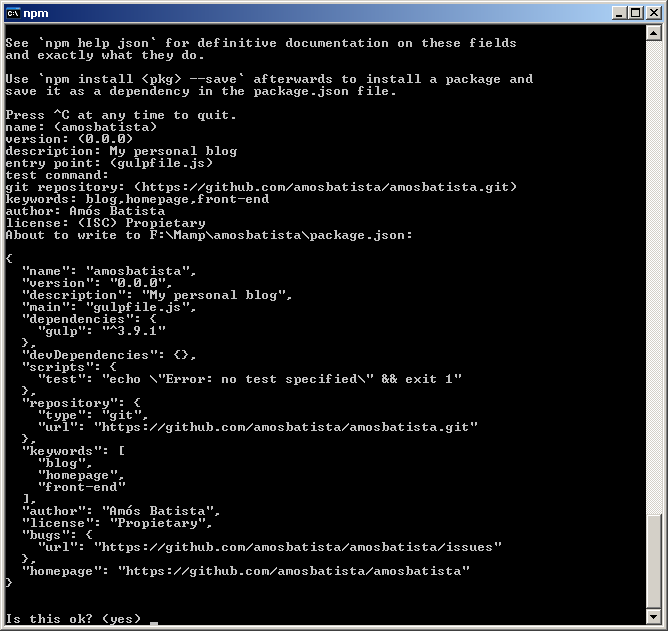 npm
See `npm help json` for definitive documentation on these fields
and exactly what they do.
Use `npm install <pkg> --save` afterwards to install a package and
save it as a dependency in the package.json file.
Press ^C at any time to quit.
name: (amosbatista)
version: (0.0.0)
description: My personal blog
entry point: (gulpfile.js)
test command:
git repository: (https://github.com/amosbatista/amosbatista.git)
keywords: blog,homepage,front-end
author: Amós Batista
license: (ISC) Propietary
About to write to F:\Mamp\amosbatista\package.json:
{
  "name": "amosbatista",
  "version": "0.0.0",
  "description": "My personal blog",
  "main": "gulpfile.js",
  "dependencies": {
    "gulp": "^3.9.1"
  },
  "devDependencies": {},
  "scripts": {
    "test": "echo \"Error: no test specified\" && exit 1"
  },
  "repository": {
    "type": "git",
    "url": "https://github.com/amosbatista/amosbatista.git"
  },
  "keywords": [
    "blog",
    "homepage",
    "front-end"
  ],
  "author": "Amós Batista",
  "license": "Propietary",
  "bugs": {
    "url": "https://github.com/amosbatista/amosbatista/issues"
  },
  "homepage": "https://github.com/amosbatista/amosbatista"
}
Is this ok? (yes) _